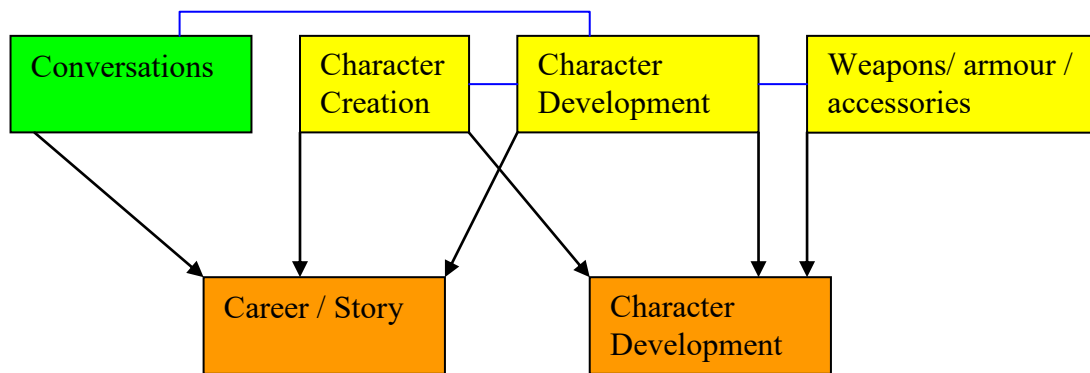 Conversations
Character
Creation
Character
Development
Weapons/ armour /
accessories
Career / Story
Character
Development